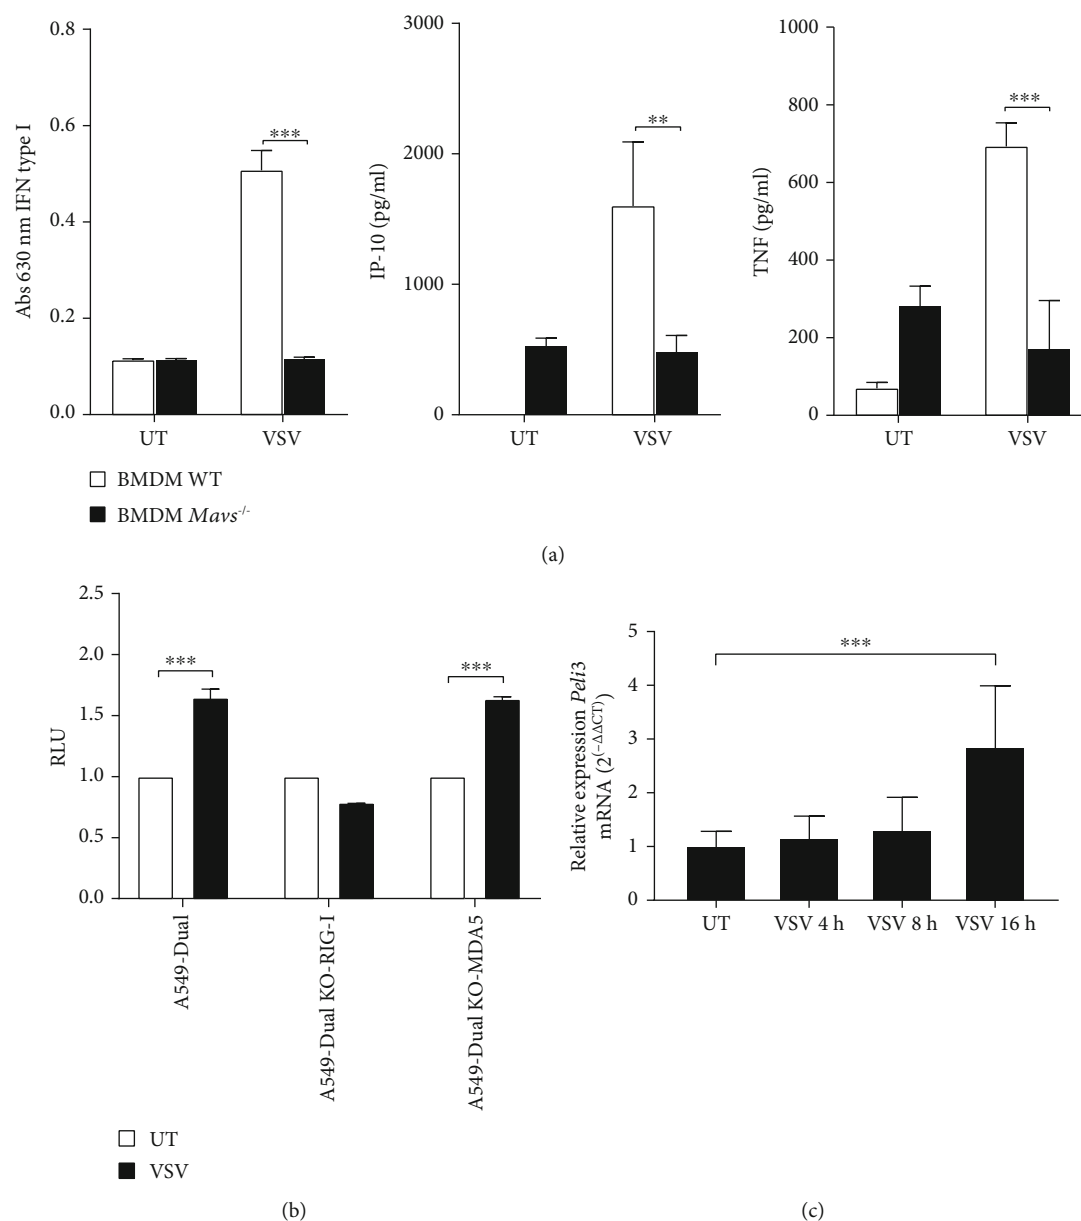 0.8
0.6
0.4
0.2
0.0
Abs 630 nm IFN type I
***
UT
VSV
3000
2000
1000
0
IP-10 (pg/ml)
**
UT
VSV
1000
800
600
400
200
0
TNF (pg/ml)
***
UT
VSV
BMDM WT
BMDM Mavs-/-
(a)
2.5
2.0
1.5
1.0
0.5
0.0
RLU
***
***
A549-Dual
A549-Dual KO-RIG-I
A549-Dual KO-MDA5
UT
VSV
(b)
5
4
3
2
1
0
Relative expression Peli3
mRNA (2(−ΔΔCT))
***
UT
VSV 4 h
VSV 8 h
VSV 16 h
(c)